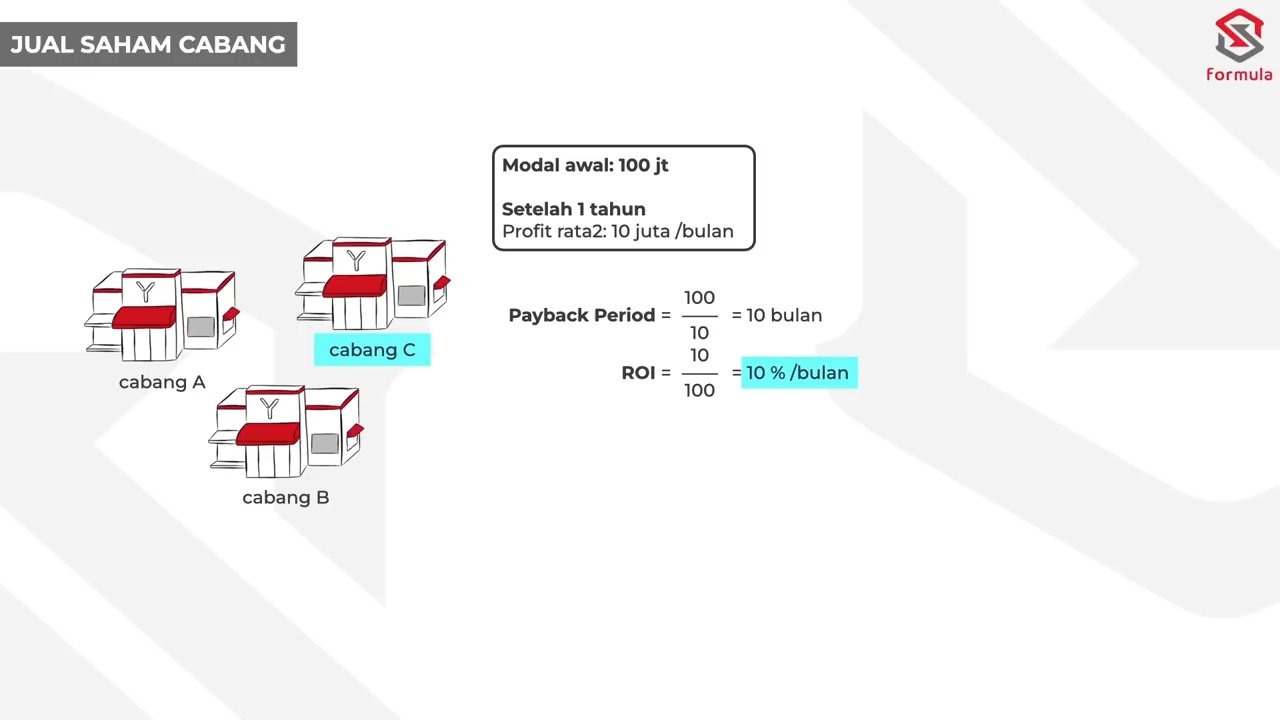 JUAL SAHAM CABANG
Formula
Modal awal: 100 jt
Setelah 1 tahun
Profit rata2: 10 juta /bulan
Y
cabang A
Y
cabang C
Y
cabang B
Payback Period = 100 / 10 = 10 bulan
ROI = 10 / 100 = 10 % /bulan